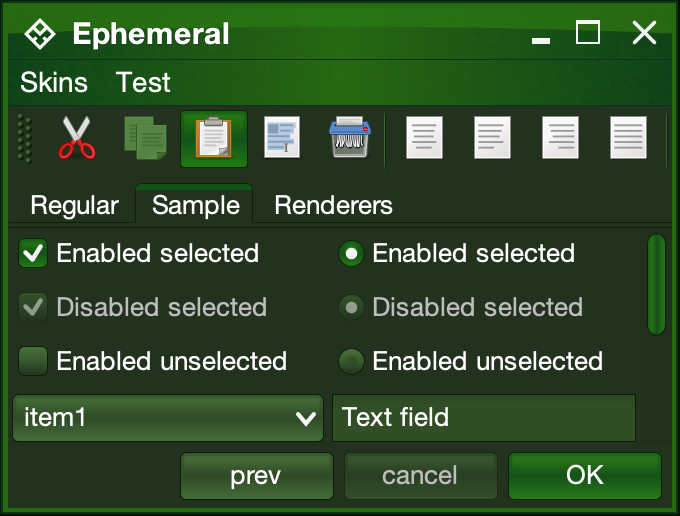 Ephemeral
Skins Test
Regular Sample Renderers
Enabled selected Enabled selected
Disabled selected Disabled selected
Enabled unselected Enabled unselected
item1 Text field
prev cancel OK